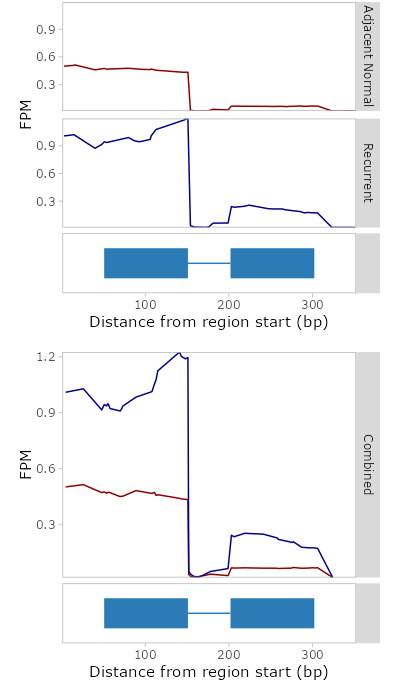 Adjacent Normal
0.9
0.6
0.3
FPM
Recurrent
0.9
0.6
0.3
100
200
300
Distance from region start (bp)
1.2
0.9
0.6
0.3
FPM
Combined
100
200
300
Distance from region start (bp)